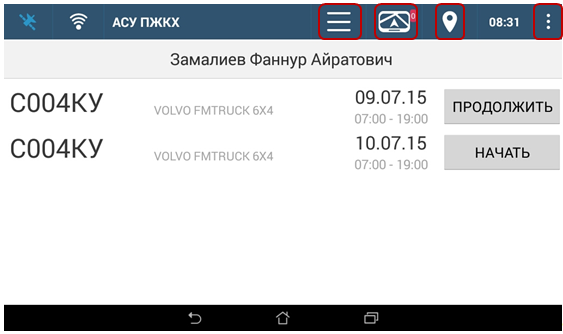 АСУ ПЖКХ 0 08:31
Замалиев Фаннур Айратович
С004КУ VOLVO FMTRUCK 6X4 09.07.15 ПРОДОЛЖИТЬ
07:00 - 19:00
С004КУ VOLVO FMTRUCK 6X4 10.07.15 НАЧАТЬ
07:00 - 19:00